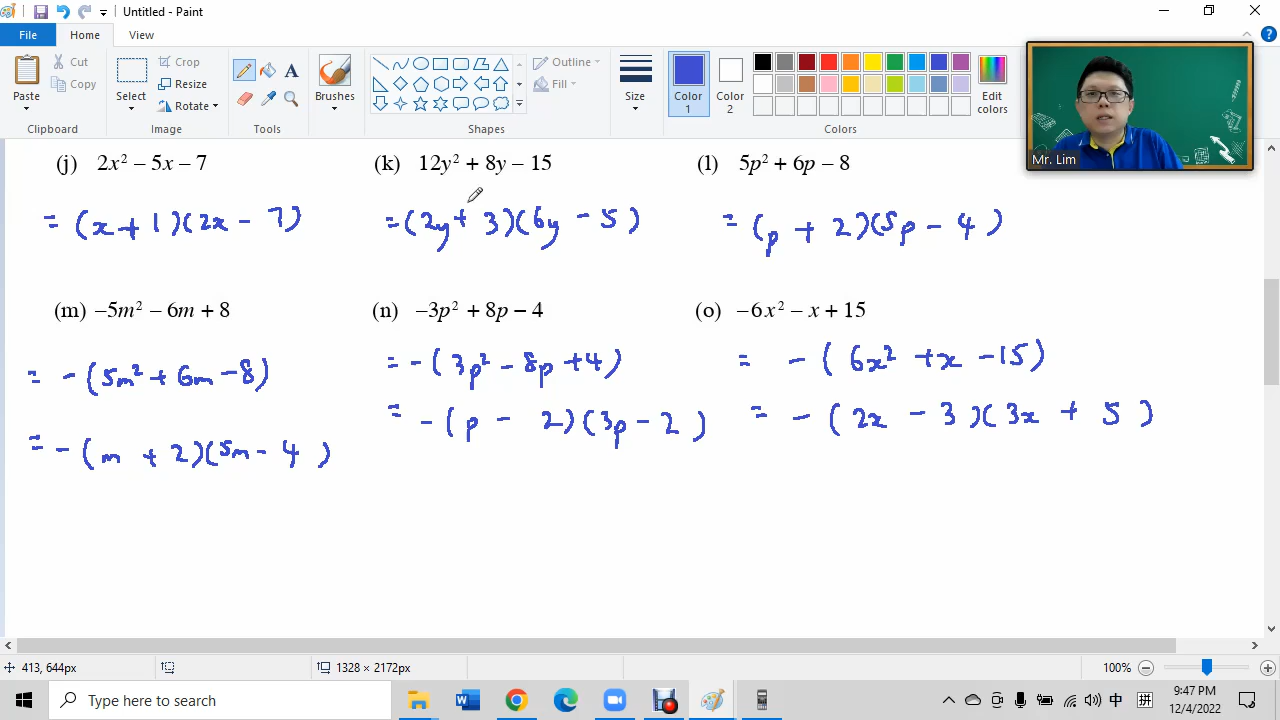 Untitled - Paint
File Home View
Paste
Cut
Copy
Clipboard
Select
Crop
Resize
Rotate
Image
A
Tools
Brushes
Shapes
Outline
Fill
Size
Color 1
Color 2
Colors
Edit colors
Mr. Lim
(j) 2x² – 5x – 7
= (x + 1)(2x - 7)
(k) 12y² + 8y – 15
= (2y + 3)(6y - 5)
(l) 5p² + 6p – 8
= (p + 2)(5p - 4)
(m) –5m² – 6m + 8
= -(5m² + 6m - 8)
= -(m + 2)(5m - 4)
(n) –3p² + 8p – 4
= -(3p² - 8p + 4)
= -(p - 2)(3p - 2)
(o) –6x² – x + 15
= -(6x² + x - 15)
= -(2x - 3)(3x + 5)
413, 644px
1328 × 2172px
100%
Type here to search
中
拼
9:47 PM
12/4/2022